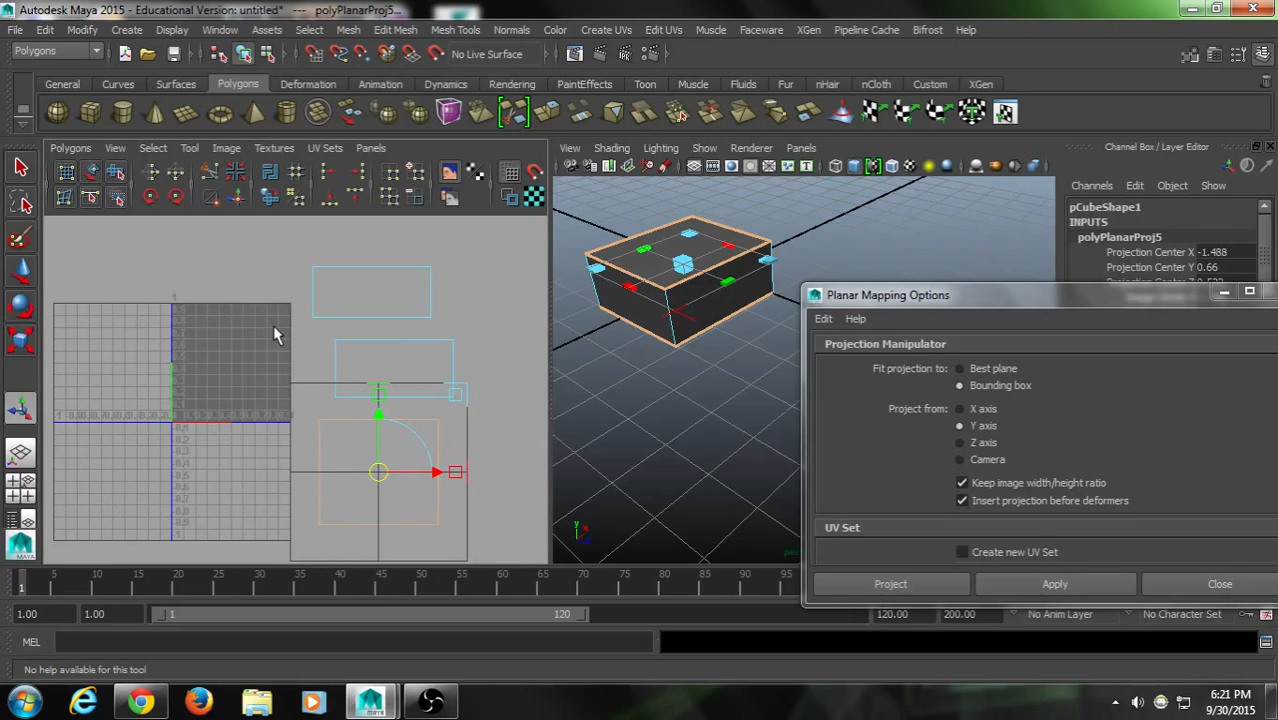 Autodesk Maya 2015 - Educational Version: untitled* --- polyPlanarProj5...
File Edit Modify Create Display Window Assets Select Mesh Edit Mesh Mesh Tools Normals Color Create UVs Edit UVs Muscle Faceware XGen Pipeline Cache Bifrost Help
Polygons No Live Surface
General Curves Surfaces Polygons Deformation Animation Dynamics Rendering PaintEffects Toon Muscle Fluids Fur nHair nCloth Custom XGen
Polygons View Select Tool Image Textures UV Sets Panels
View Shading Lighting Show Renderer Panels
Channel Box / Layer Editor
Channels Edit Object Show
pCubeShape1
INPUTS
polyPlanarProj5
Projection Center X -1.488
Projection Center Y 0.66
Planar Mapping Options
Edit Help
Projection Manipulator
Fit projection to: Best plane
Bounding box
Project from: X axis
Y axis
Z axis
Camera
Keep image width/height ratio
Insert projection before deformers
UV Set
Create new UV Set
Project Apply Close
5 10 15 20 25 30 35 40 45 50 55 60 65 70 75 80 85 90 95
1
1.00 1.00 1 120 120.00 200.00 No Anim Layer No Character Set
MEL
No help available for this tool
6:21 PM
9/30/2015